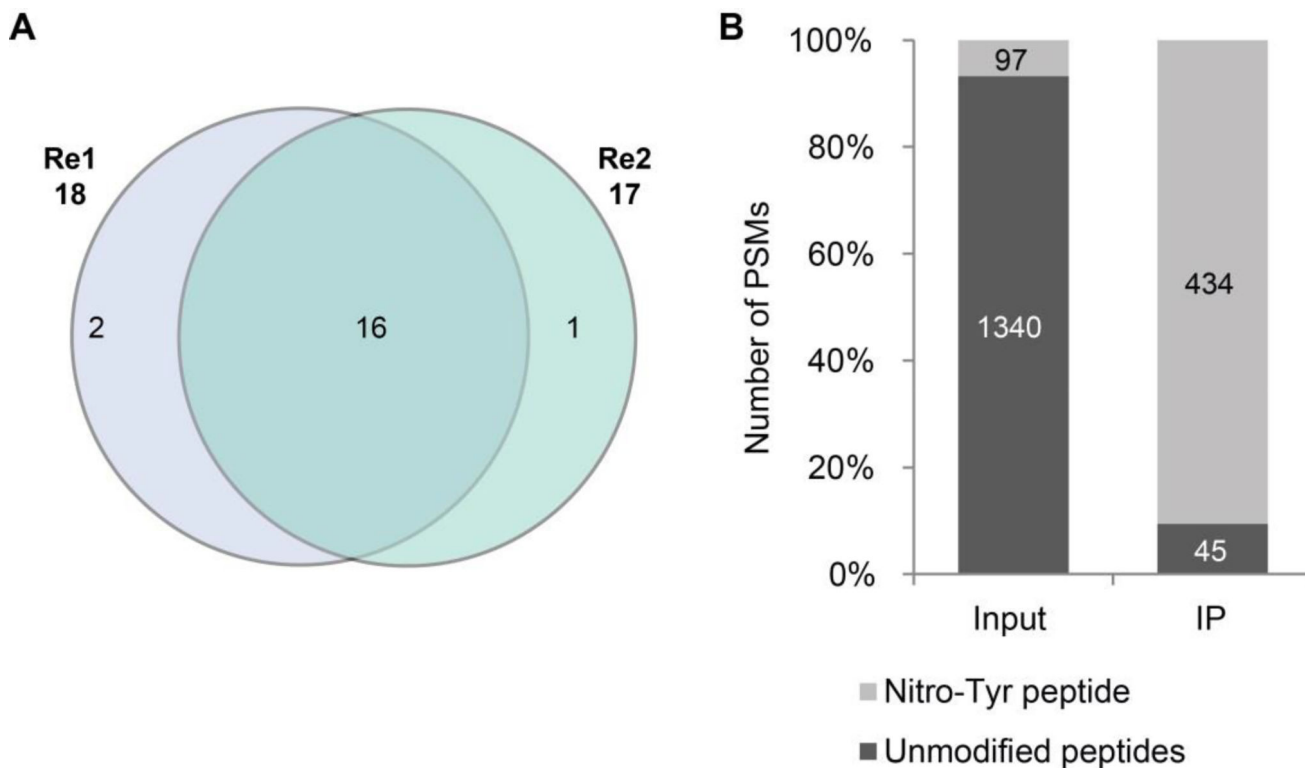 A
Re1
18
Re2
17
2
16
1
B
100%
80%
60%
40%
20%
0%
Number of PSMs
97
1340
434
45
Input
IP
Nitro-Tyr peptide
Unmodified peptides